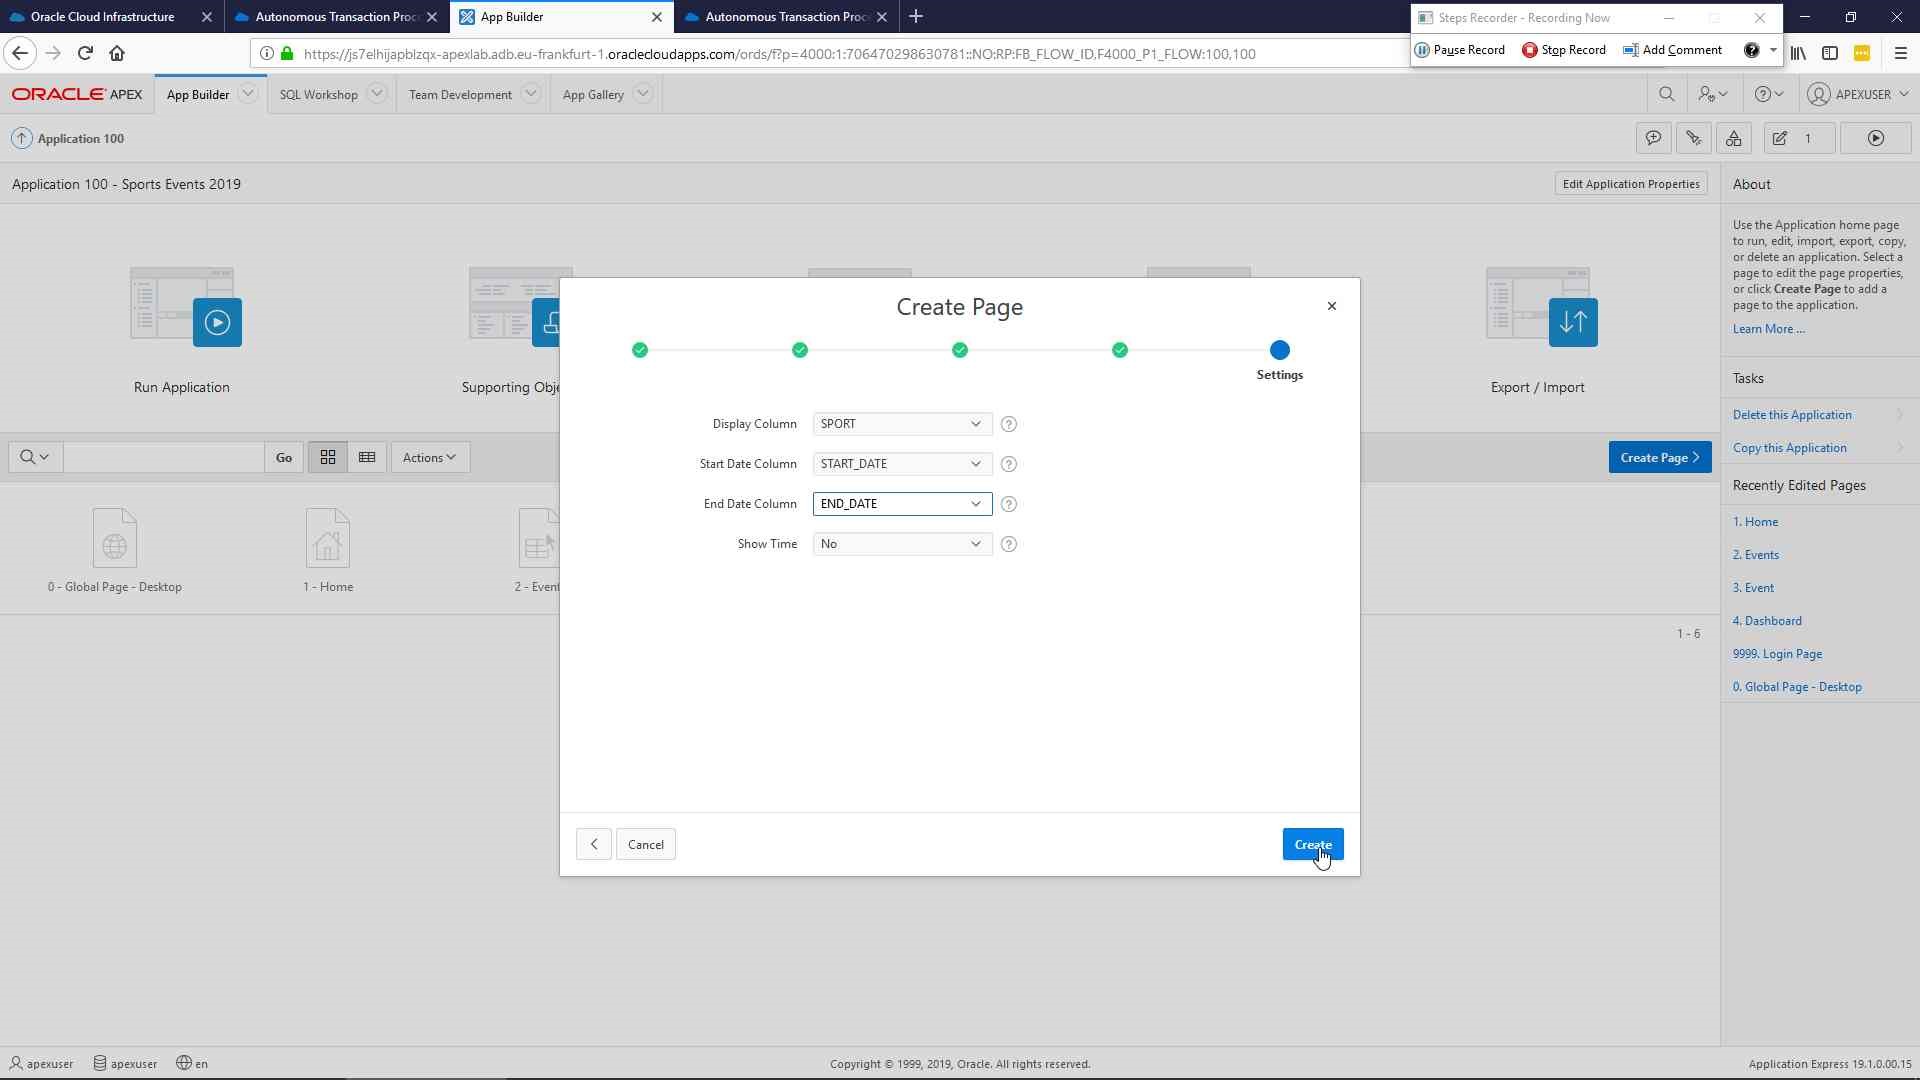 Oracle Cloud Infrastructure
Autonomous Transaction Proc
App Builder
Autonomous Transaction Proc
Steps Recorder - Recording Now
https://js7elhijapblzqx-apexlab.adb.eu-frankfurt-1.oraclecloudapps.com/ords/f?p=4000:1:706470298630781::NO:RP:FB_FLOW_ID,F4000_P1_FLOW:100,100
Pause Record
Stop Record
Add Comment
ORACLE APEX
App Builder
SQL Workshop
Team Development
App Gallery
APEXUSER
Application 100
1
Application 100 - Sports Events 2019
Edit Application Properties
About
Use the Application home page
to run, edit, import, export, copy,
or delete an application. Select a
page to edit the page properties,
or click Create Page to add a
page to the application.
Learn More ...
Run Application
Supporting Obje
Export / Import
Create Page
Settings
Display Column
SPORT
Start Date Column
START_DATE
End Date Column
END_DATE
Show Time
No
Cancel
Create
Tasks
Delete this Application
Copy this Application
Go
Actions
Create Page
Recently Edited Pages
1. Home
2. Events
3. Event
4. Dashboard
9999. Login Page
0. Global Page - Desktop
0 - Global Page - Desktop
1 - Home
2 - Event
1 - 6
apexuser
apexuser
en
Copyright © 1999, 2019, Oracle. All rights reserved.
Application Express 19.1.0.00.15